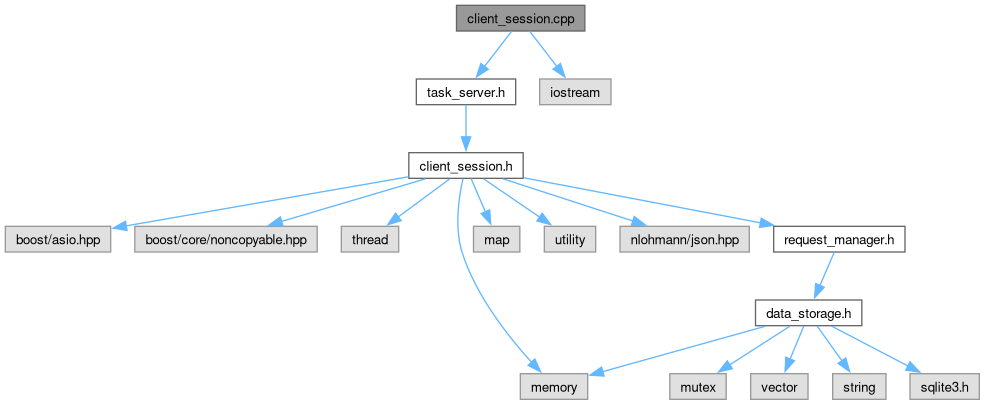 client_session.cpp
task_server.h
iostream
client_session.h
boost/asio.hpp
boost/core/noncopyable.hpp
thread
map
utility
nlohmann/json.hpp
request_manager.h
data_storage.h
memory
mutex
vector
string
sqlite3.h